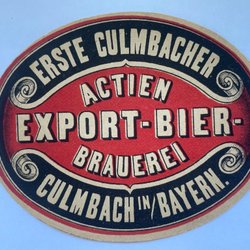 ERSTE CULMBACHER
ACTIEN
EXPORT-BIER-
BRAUEREI
CULMBACH IN/BAYERN.